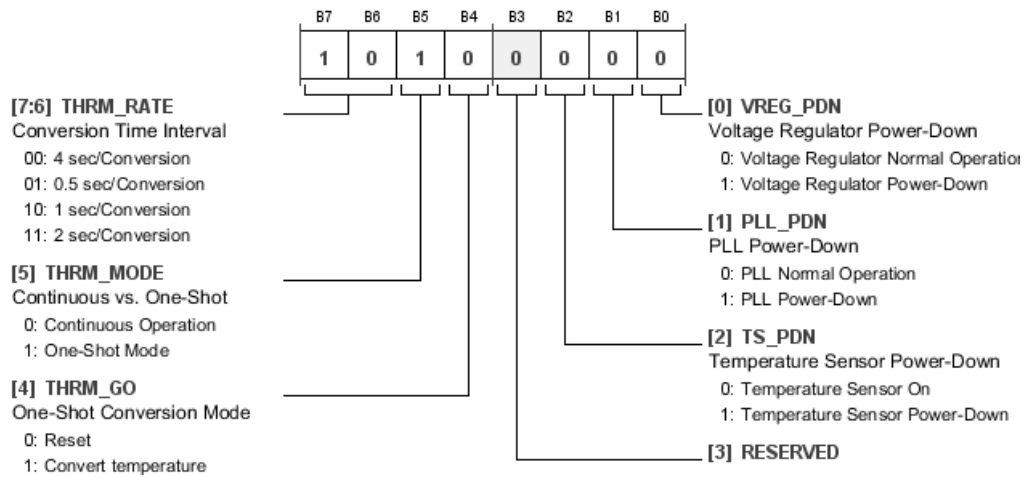 B7 B6 B5 B4 B3 B2 B1 B0
1 0 1 0 0 0 0 0
[7:6] THRM_RATE
Conversion Time Interval
00: 4 sec/Conversion
01: 0.5 sec/Conversion
10: 1 sec/Conversion
11: 2 sec/Conversion
[5] THRM_MODE
Continuous vs. One-Shot
0: Continuous Operation
1: One-Shot Mode
[4] THRM_GO
One-Shot Conversion Mode
0: Reset
1: Convert temperature
[0] VREG_PDN
Voltage Regulator Power-Down
0: Voltage Regulator Normal Operation
1: Voltage Regulator Power-Down
[1] PLL_PDN
PLL Power-Down
0: PLL Normal Operation
1: PLL Power-Down
[2] TS_PDN
Temperature Sensor Power-Down
0: Temperature Sensor On
1: Temperature Sensor Power-Down
[3] RESERVED